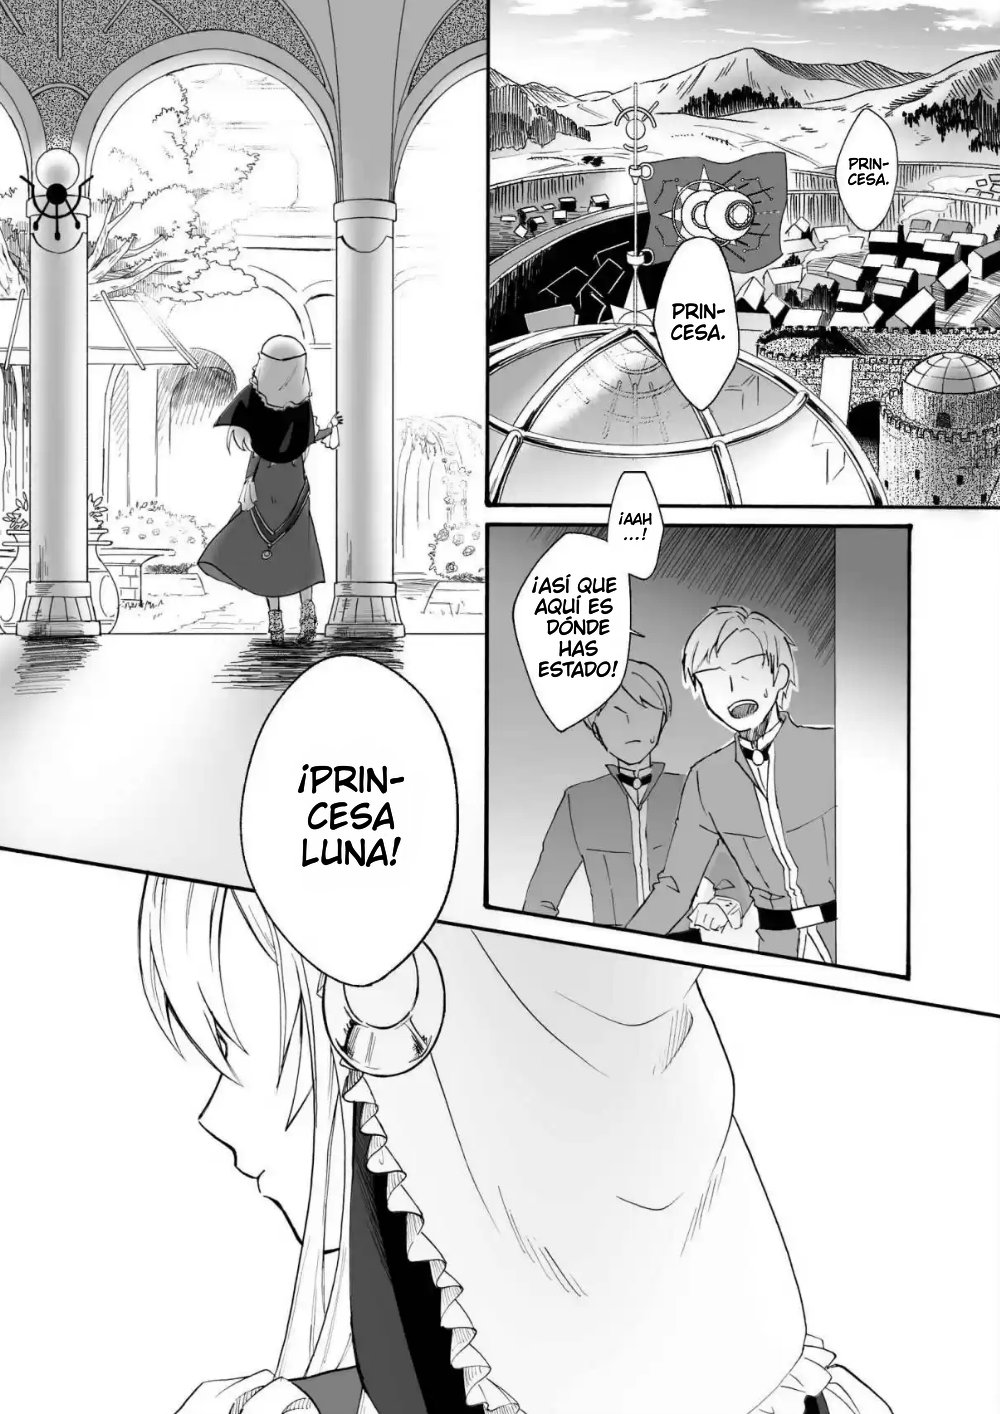 PRIN-
CESA.
PRIN-
CESA.
¡AAH
...!
¡ASÍ QUE
AQUÍ ES
DÓNDE
HAS
ESTADO!
¡PRIN-
CESA
LUNA!